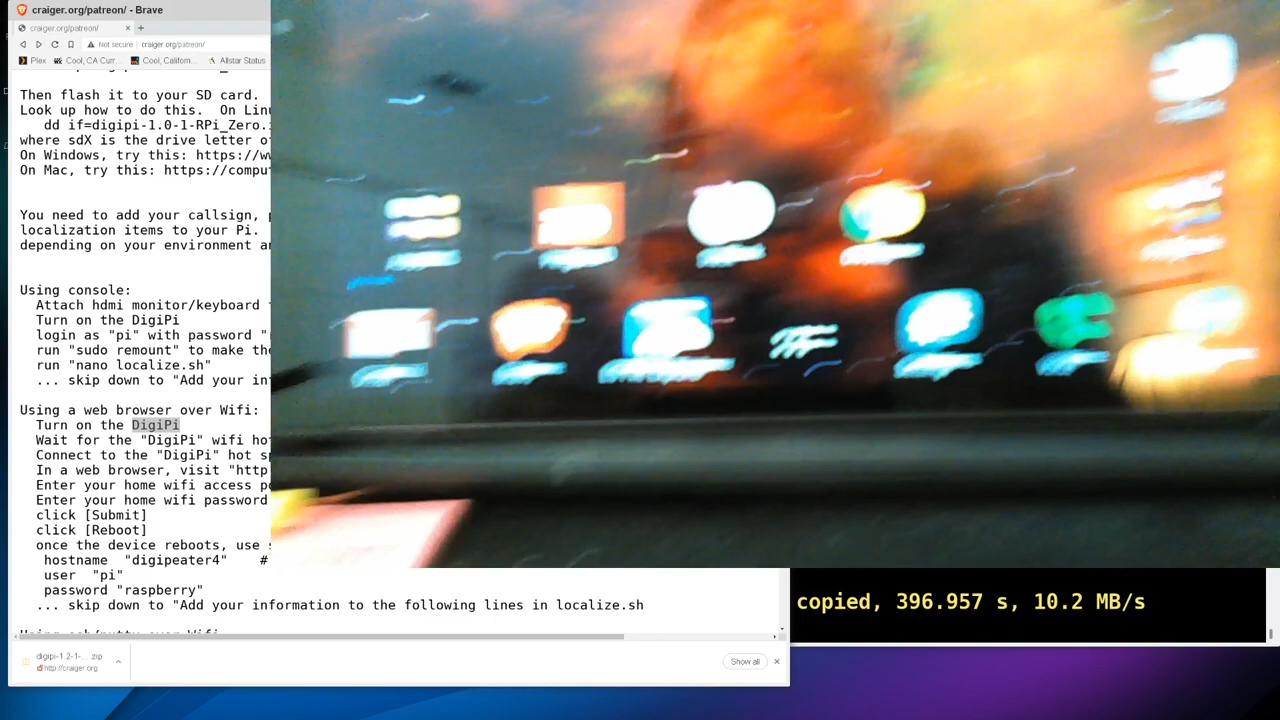 craiger.org/patreon/ - Brave
craiger.org/patreon/
Not secure craiger.org/patreon/
Plex Cool, CA Curr... Cool, Californ... Allstar Status
Then flash it to your SD card.
Look up how to do this. On Linu
dd if=digipi-1.0-1-RPi_Zero.i
where sdX is the drive letter of
On Windows, try this: https://ww
On Mac, try this: https://comput
You need to add your callsign, p
localization items to your Pi.
depending on your environment an
Using console:
Attach hdmi monitor/keyboard
Turn on the DigiPi
login as "pi" with password "r
run "sudo remount" to make the
run "nano localize.sh"
... skip down to "Add your inf
Using a web browser over Wifi:
Turn on the DigiPi
Wait for the "DigiPi" wifi hot
Connect to the "DigiPi" hot sp
In a web browser, visit "http
Enter your home wifi access po
Enter your home wifi password
click [Submit]
click [Reboot]
once the device reboots, use s
hostname "digipeater4" #
user "pi"
password "raspberry"
... skip down to "Add your information to the following lines in localize.sh
copied, 396.957 s, 10.2 MB/s
digipi-1.2-1-... .zip
http://craiger.org
Show all